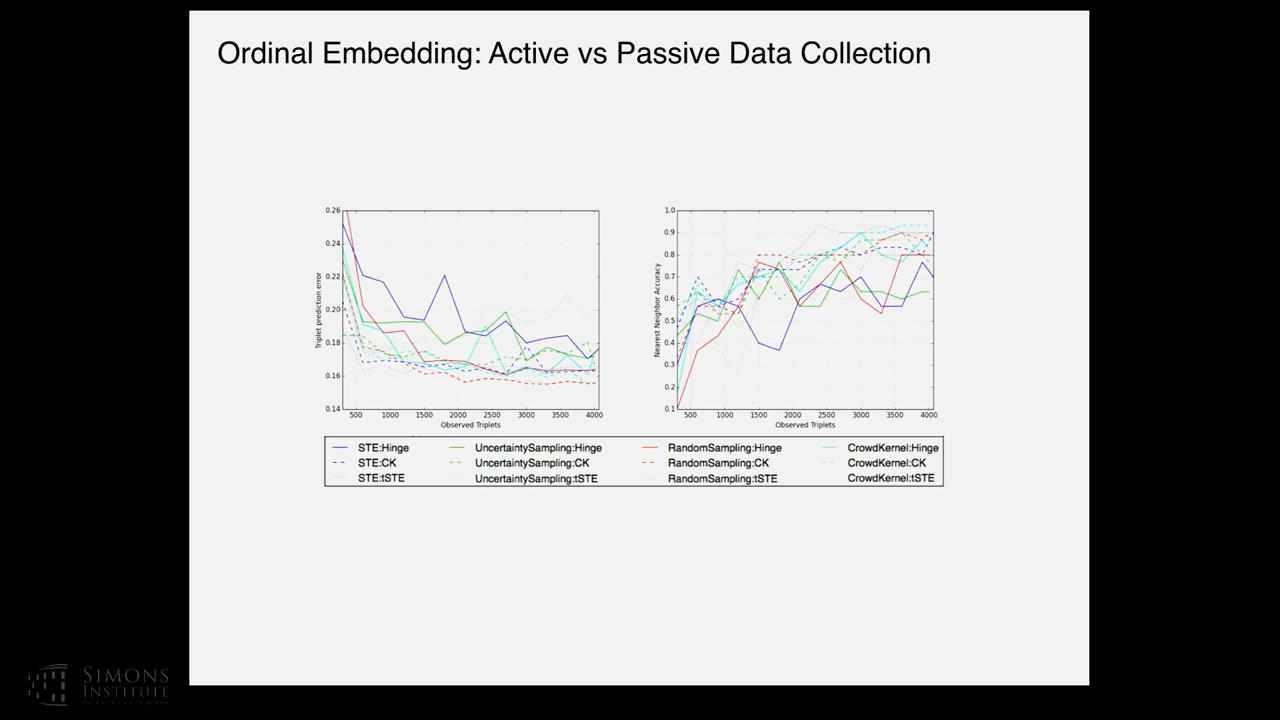 Ordinal Embedding: Active vs Passive Data Collection
0.26
0.24
0.22
0.20
0.18
0.16
0.14
Triplet prediction error
500 1000 1500 2000 2500 3000 3500 4000
Observed Triplets
1.0
0.9
0.8
0.7
0.6
0.5
0.4
0.3
0.2
0.1
Nearest Neighbor Accuracy
500 1000 1500 2000 2500 3000 3500 4000
Observed Triplets
STE:Hinge UncertaintySampling:Hinge RandomSampling:Hinge CrowdKernel:Hinge
STE:CK UncertaintySampling:CK RandomSampling:CK CrowdKernel:CK
STE:tSTE UncertaintySampling:tSTE RandomSampling:tSTE CrowdKernel:tSTE
SIMONS
INSTITUTE